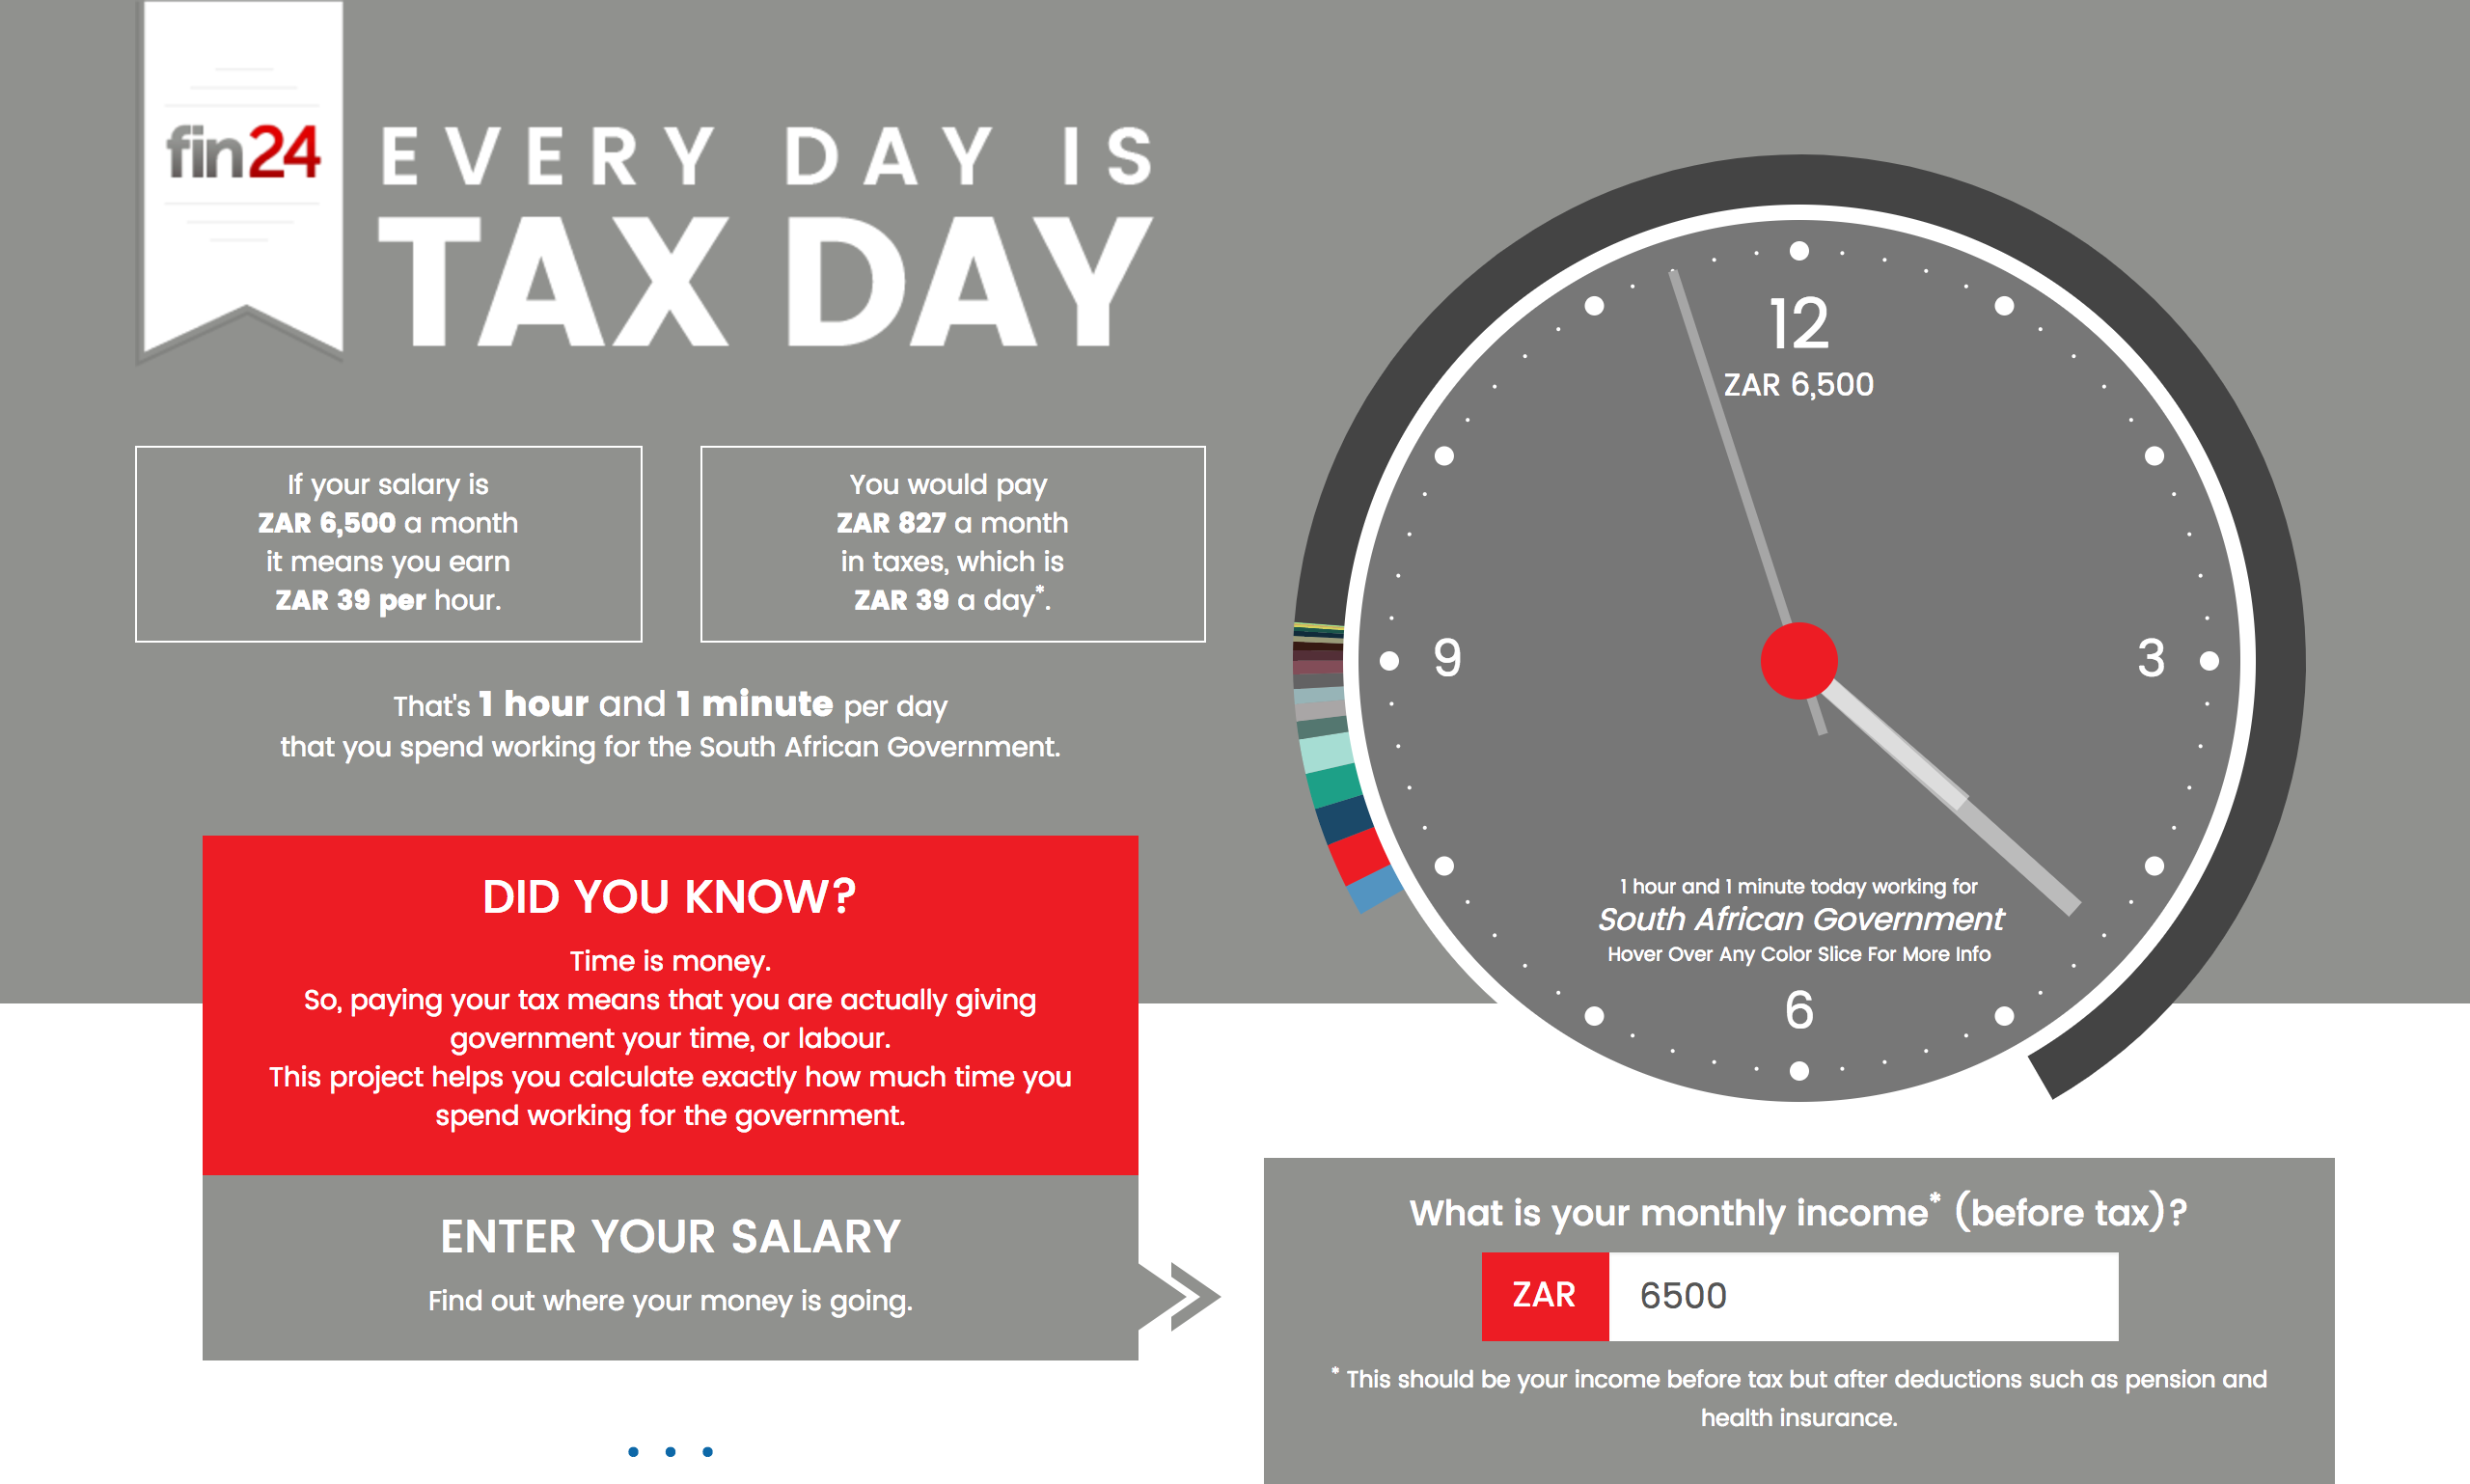 fin24
EVERY DAY IS
TAX DAY
If your salary is
ZAR 6,500 a month
it means you earn
ZAR 39 per hour.
You would pay
ZAR 827 a month
in taxes, which is
ZAR 39 a day*.
That's 1 hour and 1 minute per day
that you spend working for the South African Government.
DID YOU KNOW?
Time is money.
So, paying your tax means that you are actually giving
government your time, or labour.
This project helps you calculate exactly how much time you
spend working for the government.
ENTER YOUR SALARY
Find out where your money is going.
12
ZAR 6,500
9
3
1 hour and 1 minute today working for
South African Government
Hover Over Any Color Slice For More Info
6
What is your monthly income* (before tax)?
ZAR 6500
* This should be your income before tax but after deductions such as pension and
health insurance.